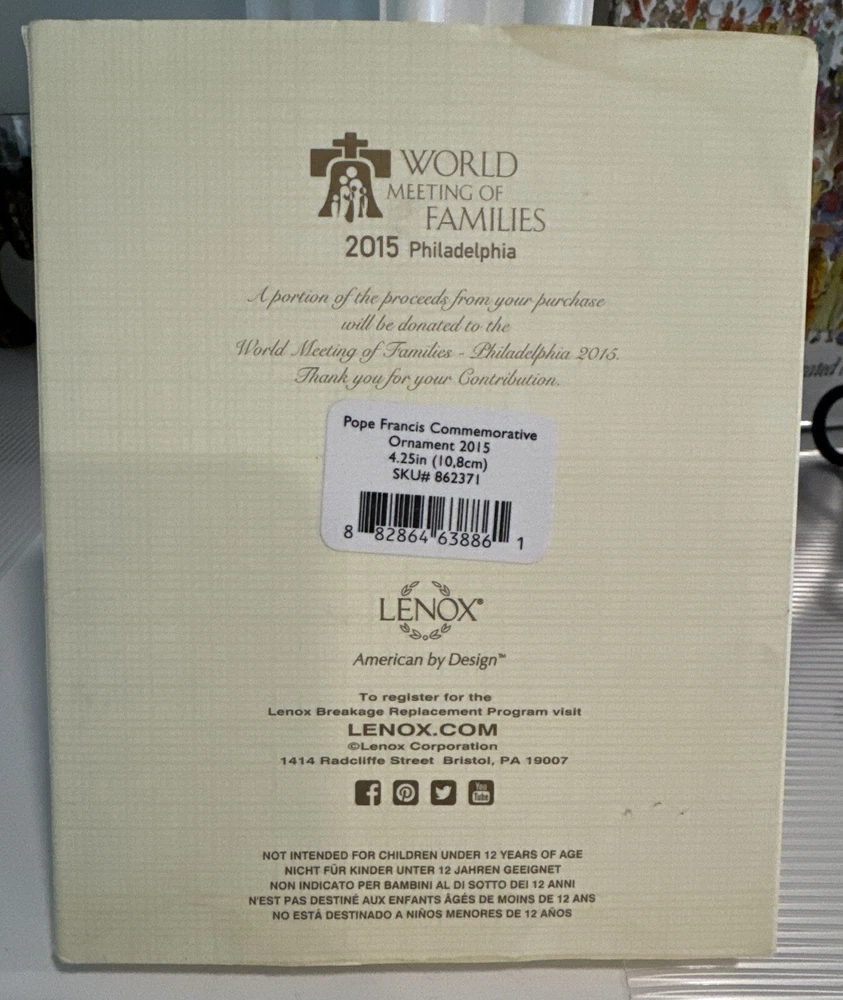 WORLD
MEETING OF
FAMILIES
2015 Philadelphia
A portion of the proceeds from your purchase
will be donated to the
World Meeting of Families - Philadelphia 2015.
Thank you for your Contribution.
Pope Francis Commemorative
Ornament 2015
4.25in (10,8cm)
SKU# 862371
8 82864 63886 1
LENOX®
American by Design™
To register for the
Lenox Breakage Replacement Program visit
LENOX.COM
©Lenox Corporation
1414 Radcliffe Street Bristol, PA 19007
You
Tube
NOT INTENDED FOR CHILDREN UNDER 12 YEARS OF AGE
NICHT FÜR KINDER UNTER 12 JAHREN GEEIGNET
NON INDICATO PER BAMBINI AL DI SOTTO DEI 12 ANNI
N'EST PAS DESTINÉ AUX ENFANTS ÂGÉS DE MOINS DE 12 ANS
NO ESTÁ DESTINADO A NIÑOS MENORES DE 12 AÑOS